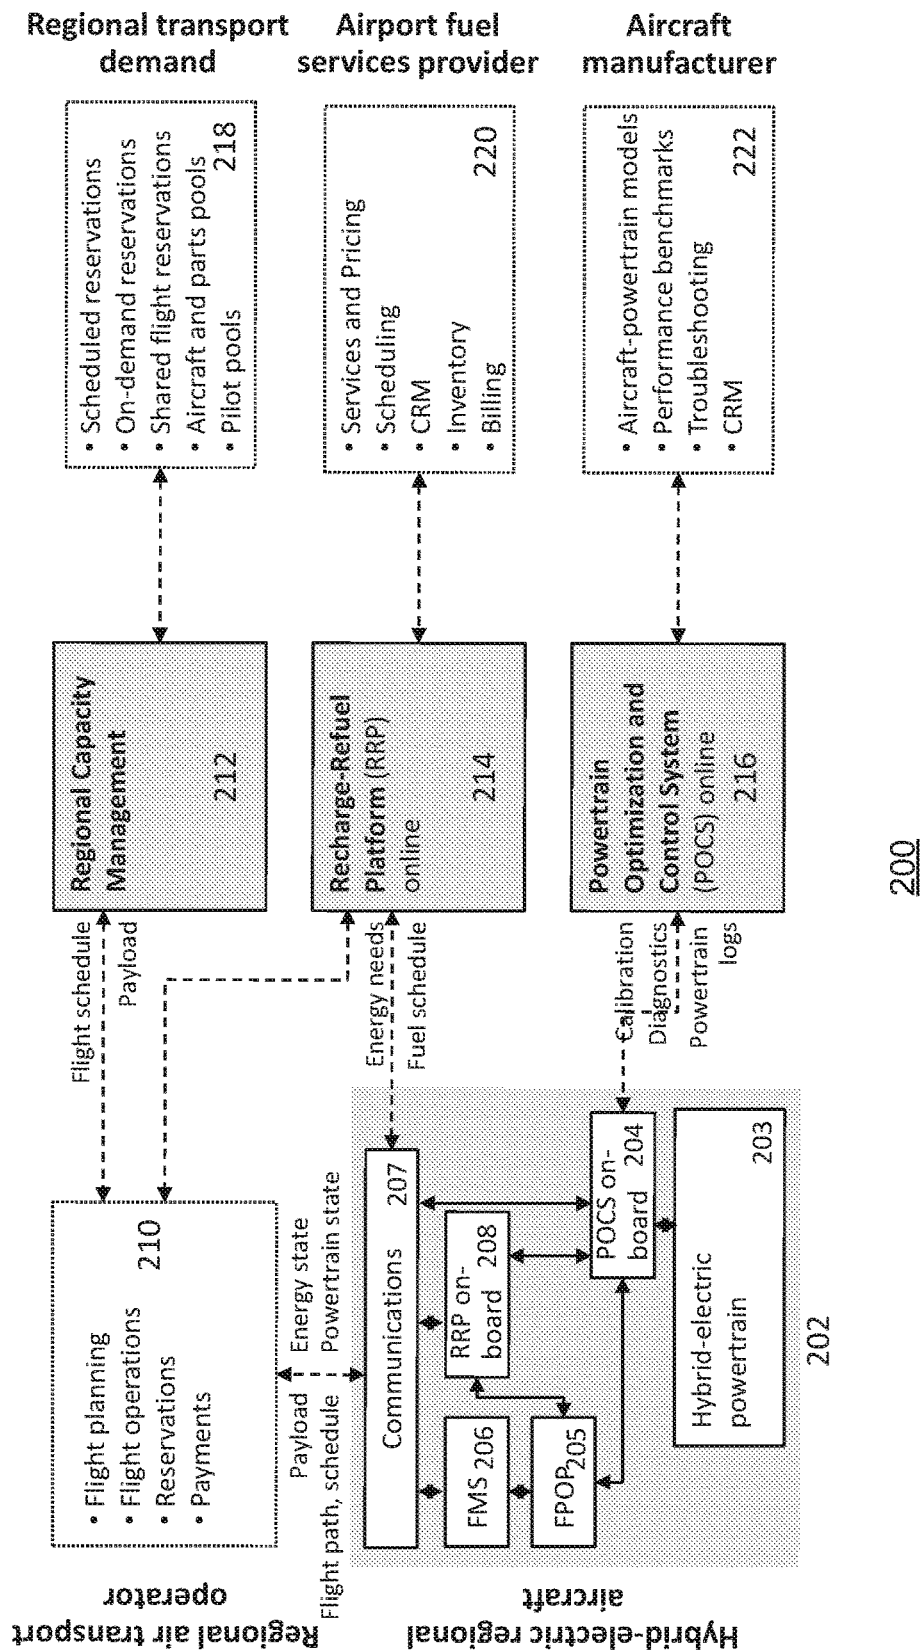 Regional transport
demand
Airport fuel
services provider
Aircraft
manufacturer
• Scheduled reservations
• On-demand reservations
• Shared flight reservations
• Aircraft and parts pools
• Pilot pools
218
• Services and Pricing
• Scheduling
• CRM
• Inventory
• Billing
220
• Aircraft-powertrain models
• Performance benchmarks
• Troubleshooting
• CRM
222
Regional Capacity
Management
212
Recharge-Refuel
Platform (RRP)
online
214
Powertrain
Optimization and
Control System
(POCS) online
216
Flight schedule
Payload
Energy needs
Fuel schedule
Calibration
Diagnostics
Powertrain
logs
• Flight planning
• Flight operations
• Reservations
• Payments
210
Payload
Flight path, schedule
Energy state
Powertrain state
Communications
207
FMS
206
RRP on-
board
208
FPOP
205
POCS on-
board
204
Hybrid-electric
powertrain
203
202
Regional air transport
operator
Hybrid-electric regional
aircraft
200